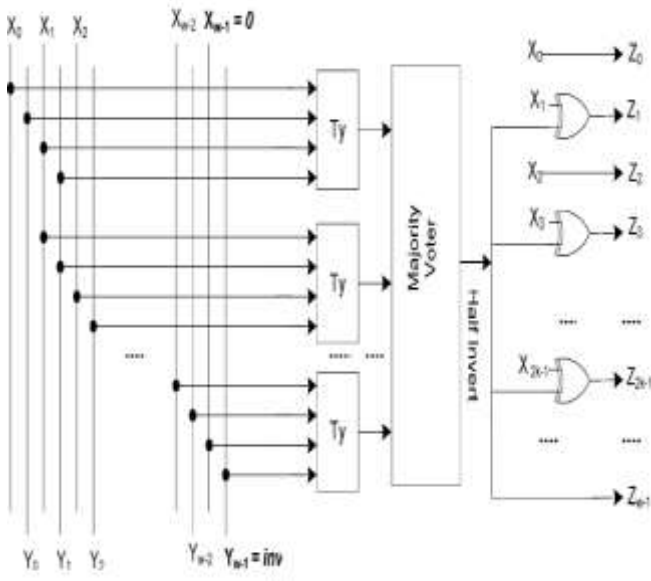 X0 X1 X2 Xw-2 Xw-1 = 0
Ty
Ty
Ty
Majority Voter
Half invert
X0 Z0
X1 Z1
X2 Z2
X3 Z3
.... ....
X2k-1 Z2k-1
.... ....
Zw-1
.... ..... ....
Y0 Y1 Yw-2 Yw-1 = inv